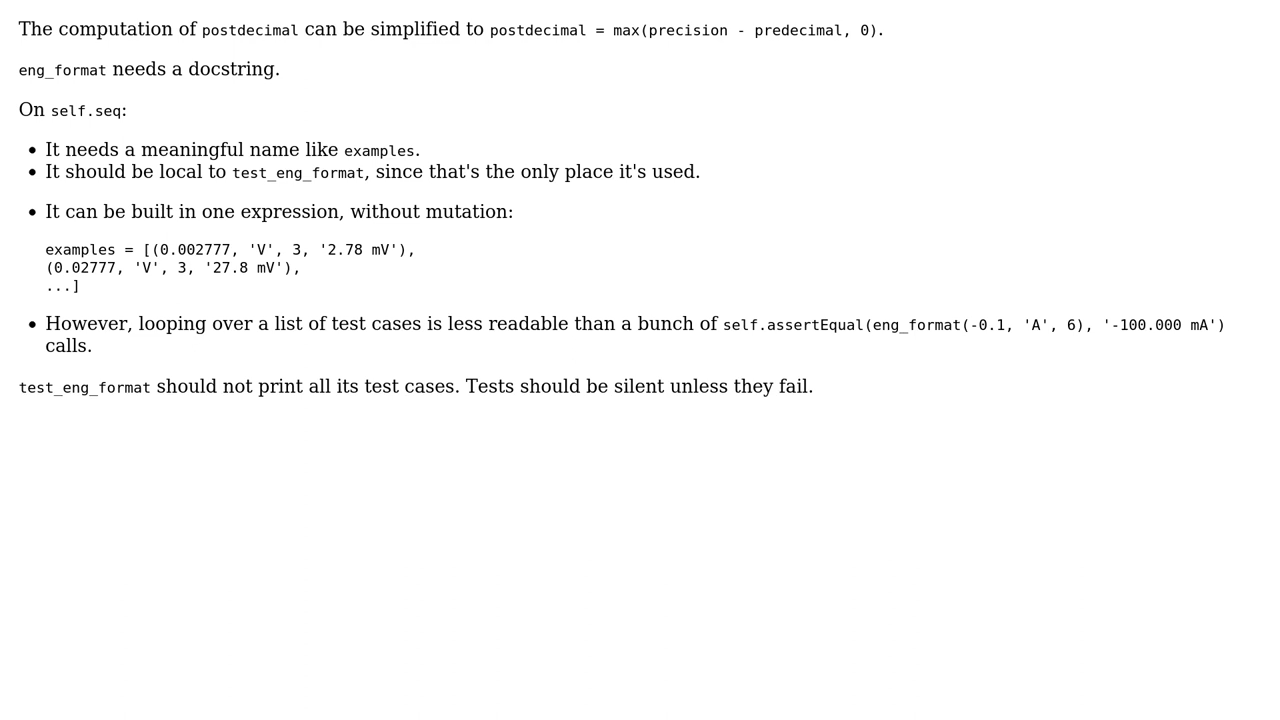 The computation of postdecimal can be simplified to postdecimal = max(precision - predecimal, 0).
eng_format needs a docstring.
On self.seq:
• It needs a meaningful name like examples.
• It should be local to test_eng_format, since that's the only place it's used.
• It can be built in one expression, without mutation:
examples = [(0.002777, 'V', 3, '2.78 mV'),
(0.02777, 'V', 3, '27.8 mV'),
...]
• However, looping over a list of test cases is less readable than a bunch of self.assertEqual(eng_format(-0.1, 'A', 6), '-100.000 mA')
calls.
test_eng_format should not print all its test cases. Tests should be silent unless they fail.